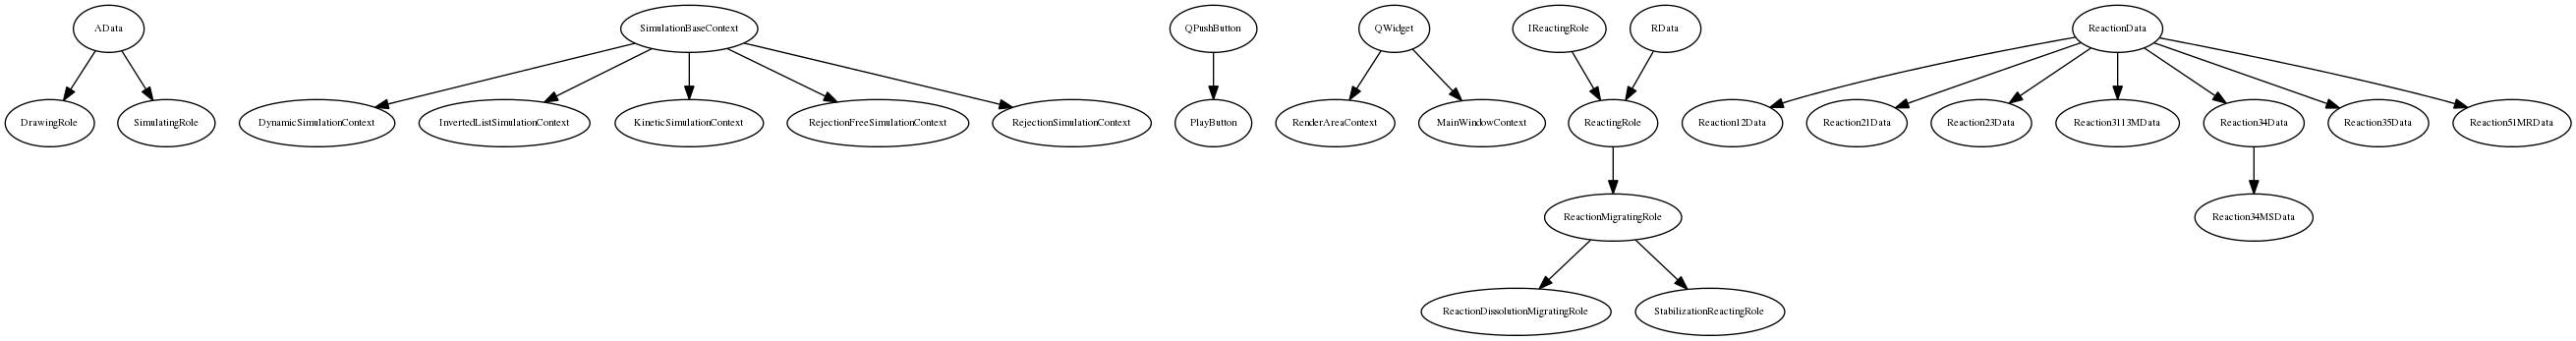 AData
SimulationBaseContext
QPushButton
QWidget
IReactingRole
RData
ReactionData
DrawingRole
SimulatingRole
DynamicSimulationContext
InvertedListSimulationContext
KineticSimulationContext
RejectionFreeSimulationContext
RejectionSimulationContext
PlayButton
RenderAreaContext
MainWindowContext
ReactingRole
Reaction12Data
Reaction21Data
Reaction23Data
Reaction3113MData
Reaction34Data
Reaction35Data
Reaction51MRData
ReactionMigratingRole
Reaction34MSData
ReactionDissolutionMigratingRole
StabilizationReactingRole